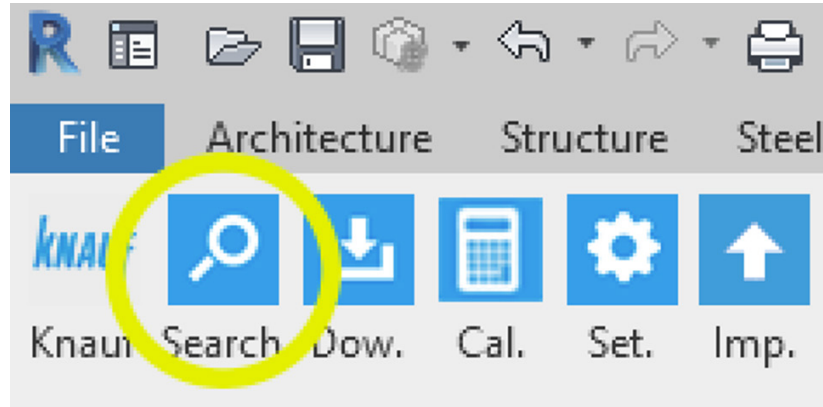 R
File Architecture Structure Steel
KNAUF
Knauf Search Dow. Cal. Set. Imp.